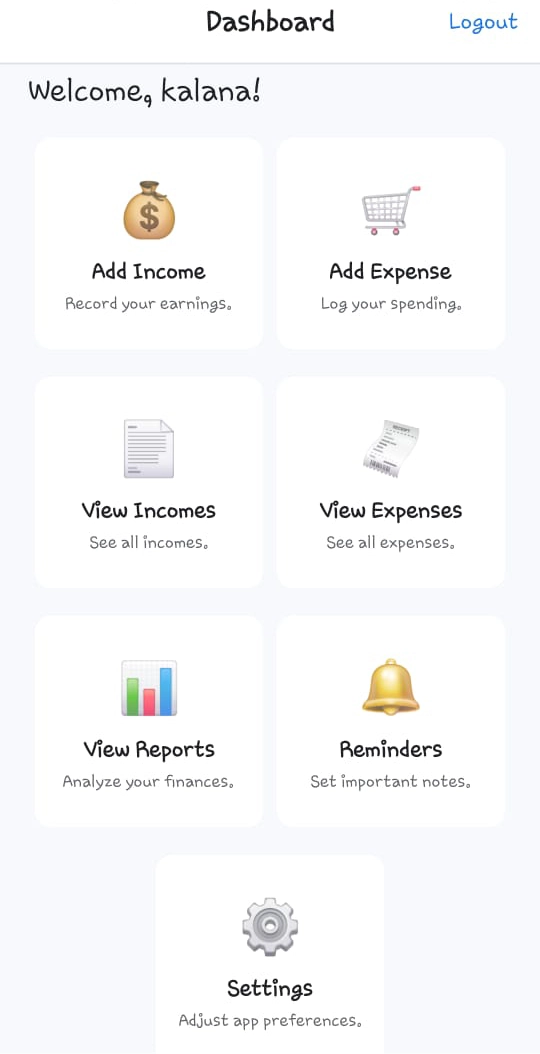 Dashboard
Logout
Welcome, kalana!
Add Income
Record your earnings.
Add Expense
Log your spending.
View Incomes
See all incomes.
View Expenses
See all expenses.
View Reports
Analyze your finances.
Reminders
Set important notes.
Settings
Adjust app preferences.